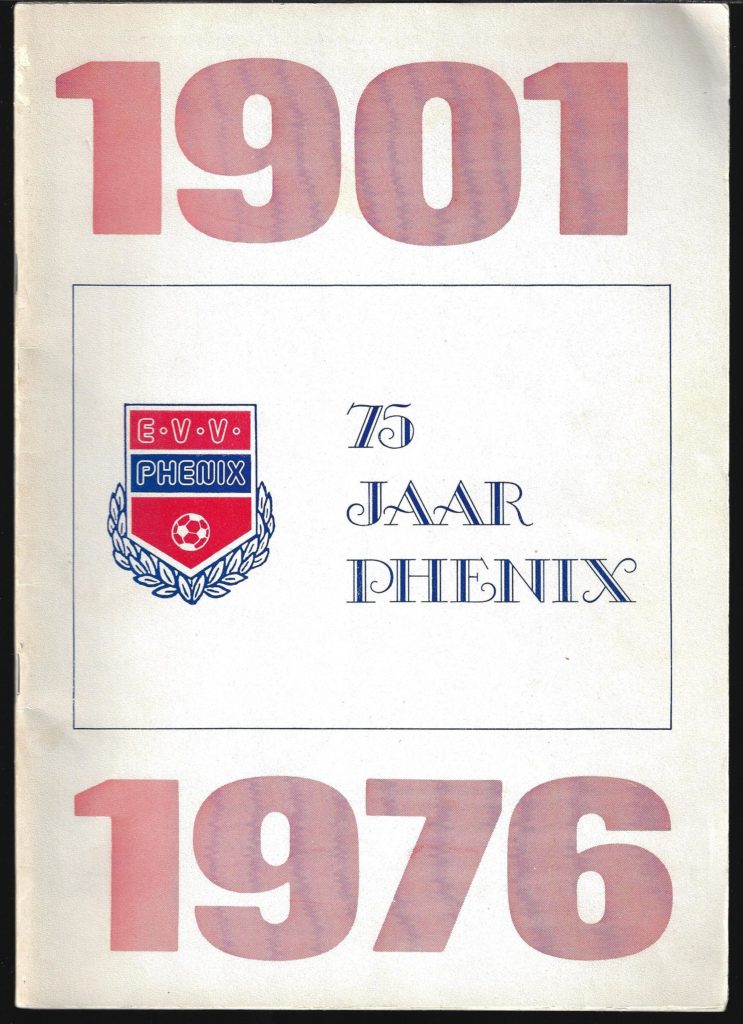 1901
E·V·V·
PHENIX
75
JAAR
PHENIX
1976